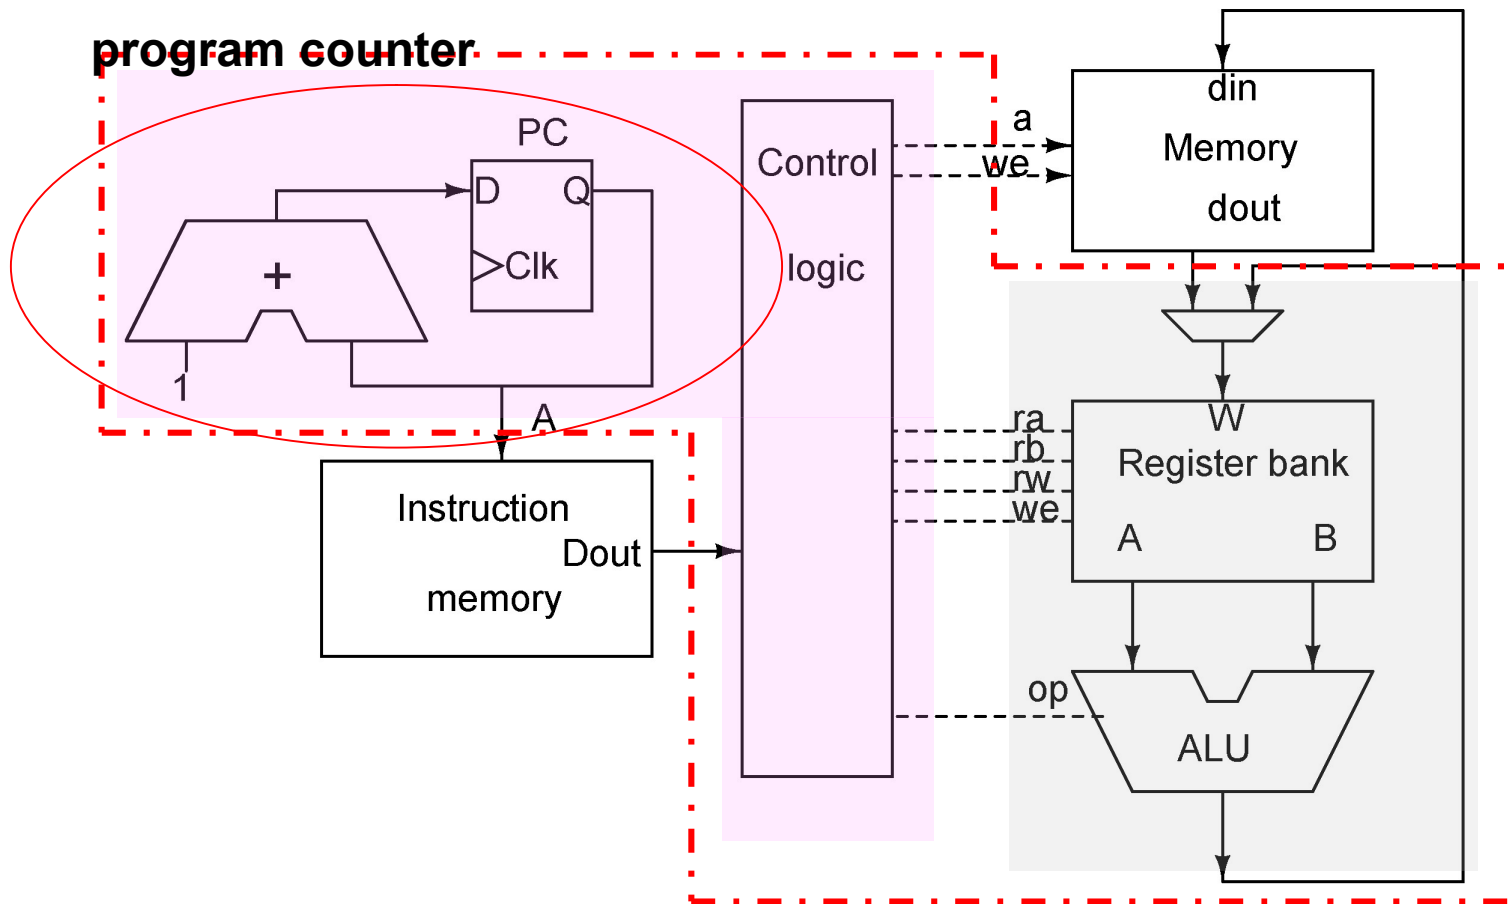 program counter
PC
D
Q
Clk
+
1
A
Instruction
Dout
memory
Control
logic
a
we
din
Memory
dout
ra
rb
rw
we
W
Register bank
A
B
op
ALU